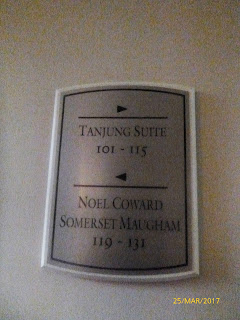 TANJUNG SUITE
101 - 115
NOEL COWARD
SOMERSET MAUGHAM
119 - 131
25/MAR/2017